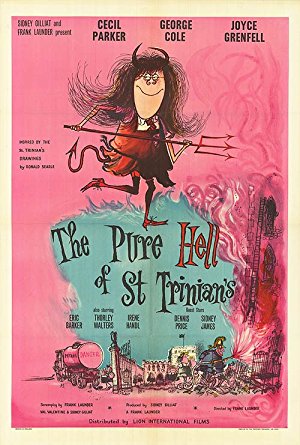 SIDNEY GILLIAT and
FRANK LAUNDER present
CECIL
PARKER
GEORGE
COLE
JOYCE
GRENFELL
INSPIRED BY THE
ST TRINIAN'S
DRAWINGS
by RONALD SEARLE
The Pure Hell
of St Trinian's
ERIC
BARKER
also starring
THORLEY
WALTERS
IRENE
HANDL
Guest Stars
DENNIS
PRICE
SIDNEY
JAMES
DANGER
Screenplay by FRANK LAUNDER
VAL VALENTINE & SIDNEY GILLIAT
Produced by SIDNEY GILLIAT
& FRANK LAUNDER
Directed by FRANK LAUNDER
Distributed by LION INTERNATIONAL FILMS